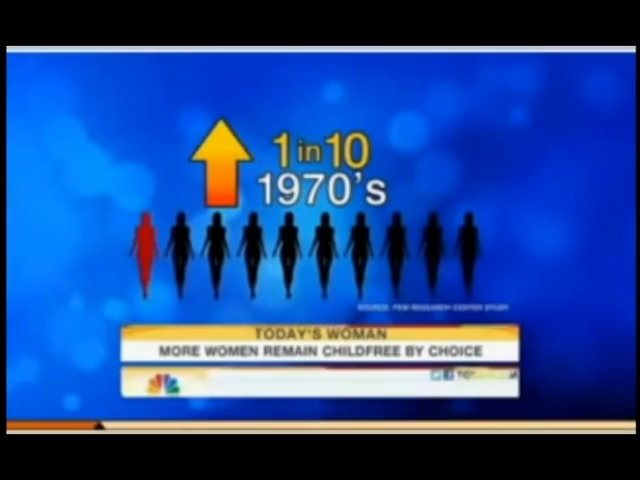 1 in 10
1970's
SOURCE: PEW RESEARCH CENTER STUDY
TODAY'S WOMAN
MORE WOMEN REMAIN CHILDFREE BY CHOICE